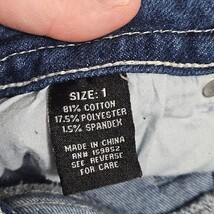 SIZE: 1
81% COTTON
17.5% POLYESTER
1.5% SPANDEX
MADE IN CHINA
RN# 159852
SEE REVERSE
FOR CARE